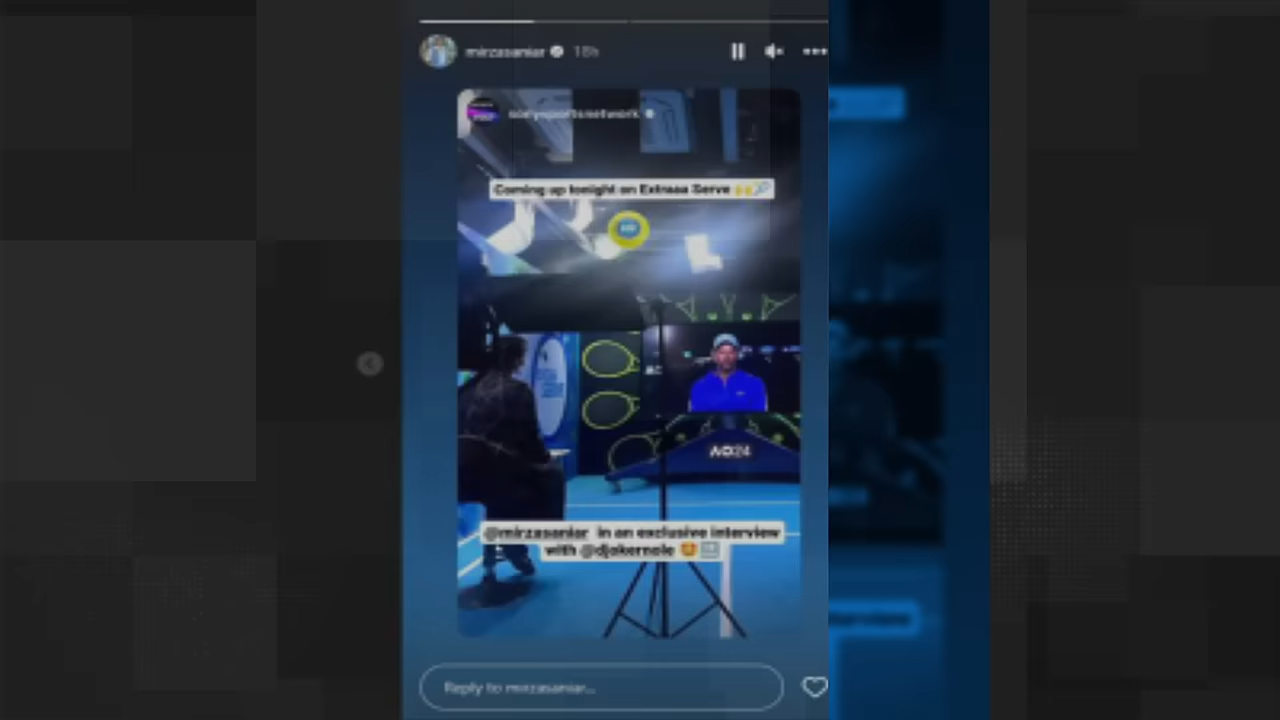 mirzasaniar 18h
sonysportsnetwork
Coming up tonight on Extraaa Serve
AO24
@mirzasaniar in an exclusive interview
with @djokernole
Reply to mirzasaniar...